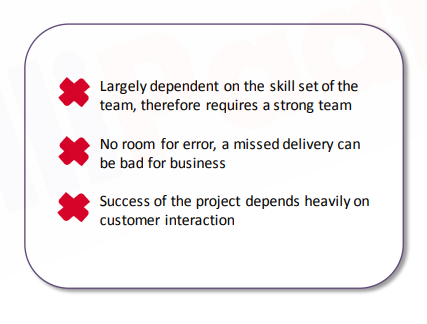 Largely dependent on the skill set of the
team, therefore requires a strong team
No room for error, a missed delivery can
be bad for business
Success of the project depends heavily on
customer interaction